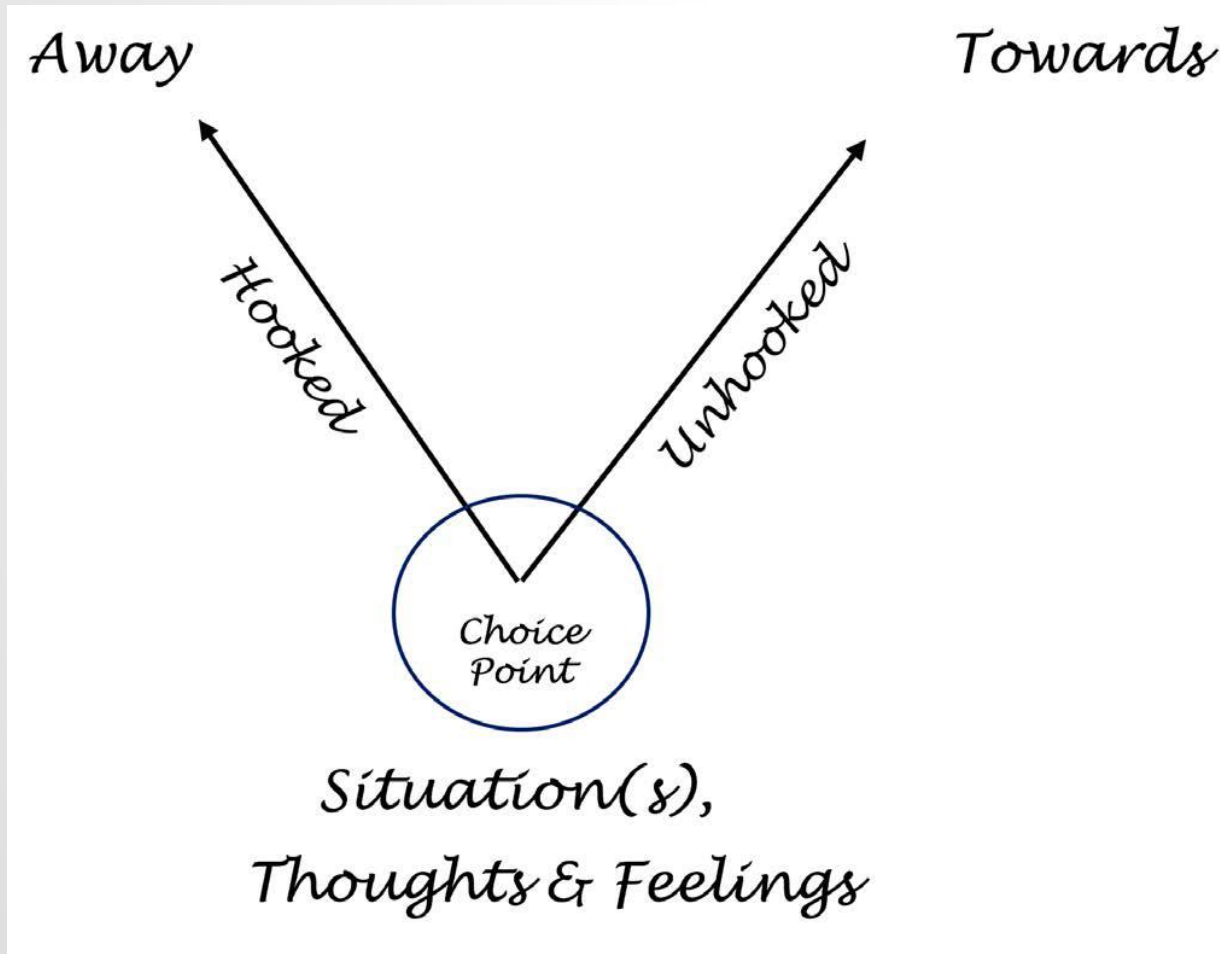 Away
Towards
Hooked
Unhooked
Choice
Point
Situation(s),
Thoughts & Feelings